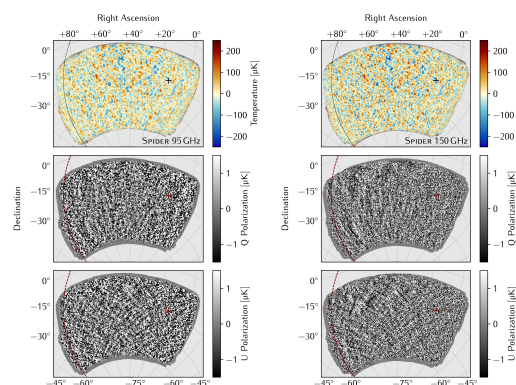 Right Ascension
+80° +60° +40° +20° 0°
0°
−15°
−30°
200
100
0
−100
−200
Temperature [μK]
SPIDER 95 GHz
Right Ascension
+80° +60° +40° +20° 0°
0°
−15°
−30°
200
100
0
−100
−200
Temperature [μK]
SPIDER 150 GHz
Declination
0°
−15°
−30°
1
0
−1
Q Polarization [μK]
Declination
0°
−15°
−30°
1
0
−1
Q Polarization [μK]
0°
−15°
−30°
1
0
−1
U Polarization [μK]
−45° −60° −75° −60° −45°
0°
−15°
−30°
1
0
−1
U Polarization [μK]
−45° −60° −75° −60° −45°